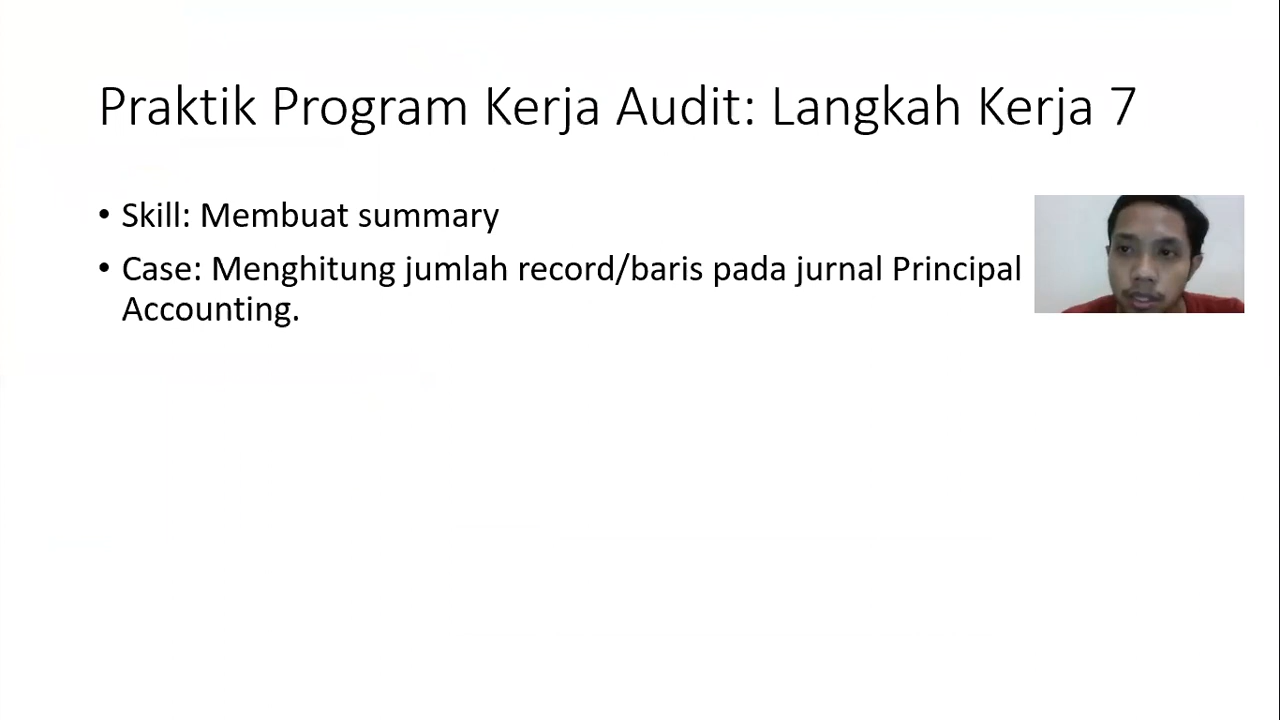 Praktik Program Kerja Audit: Langkah Kerja 7
• Skill: Membuat summary
• Case: Menghitung jumlah record/baris pada jurnal Principal
Accounting.